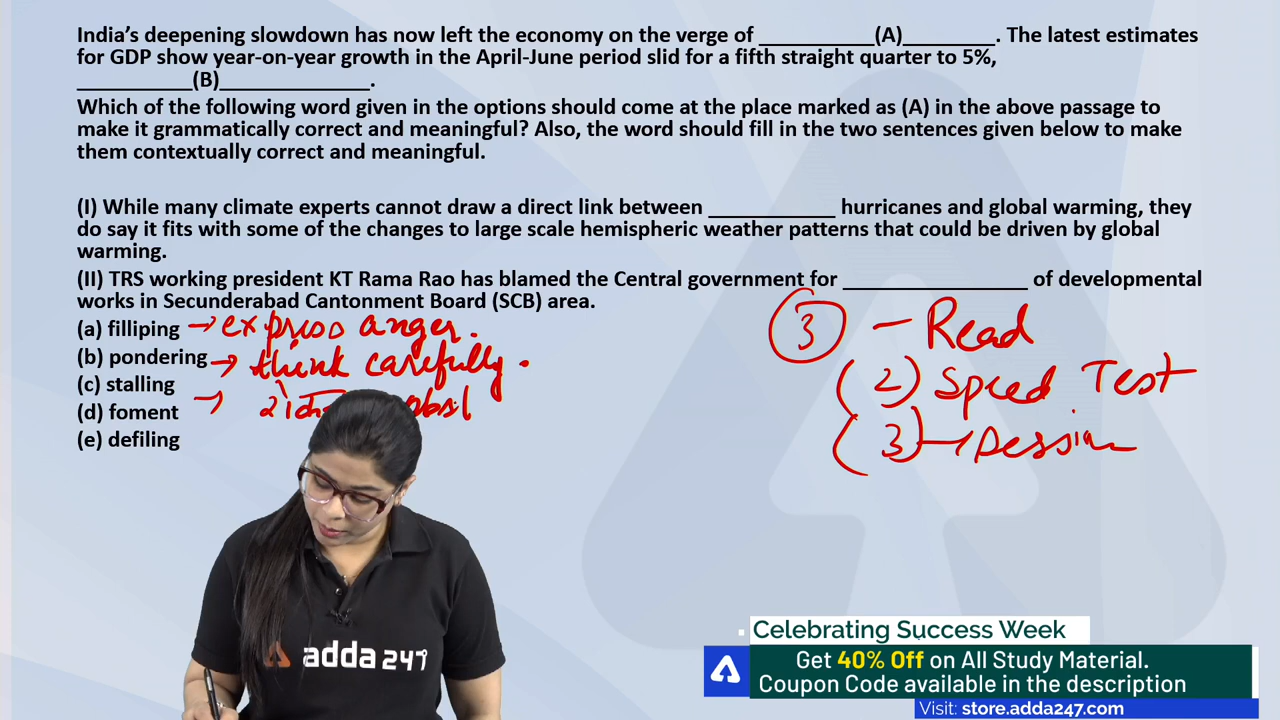 India's deepening slowdown has now left the economy on the verge of __________(A)________. The latest estimates
for GDP show year-on-year growth in the April-June period slid for a fifth straight quarter to 5%,
__________(B)_____________.
Which of the following word given in the options should come at the place marked as (A) in the above passage to
make it grammatically correct and meaningful? Also, the word should fill in the two sentences given below to make
them contextually correct and meaningful.
(I) While many climate experts cannot draw a direct link between ___________ hurricanes and global warming, they
do say it fits with some of the changes to large scale hemispheric weather patterns that could be driven by global
warming.
(II) TRS working president KT Rama Rao has blamed the Central government for ________________ of developmental
works in Secunderabad Cantonment Board (SCB) area.
(a) filliping → express anger.
(b) pondering → think carefully.
(c) stalling
(d) foment →
(e) defiling
3 - Read
(2) Speed Test
(3)
adda 247
Celebrating Success Week
Get 40% Off on All Study Material.
Coupon Code available in the description
Visit: store.adda247.com